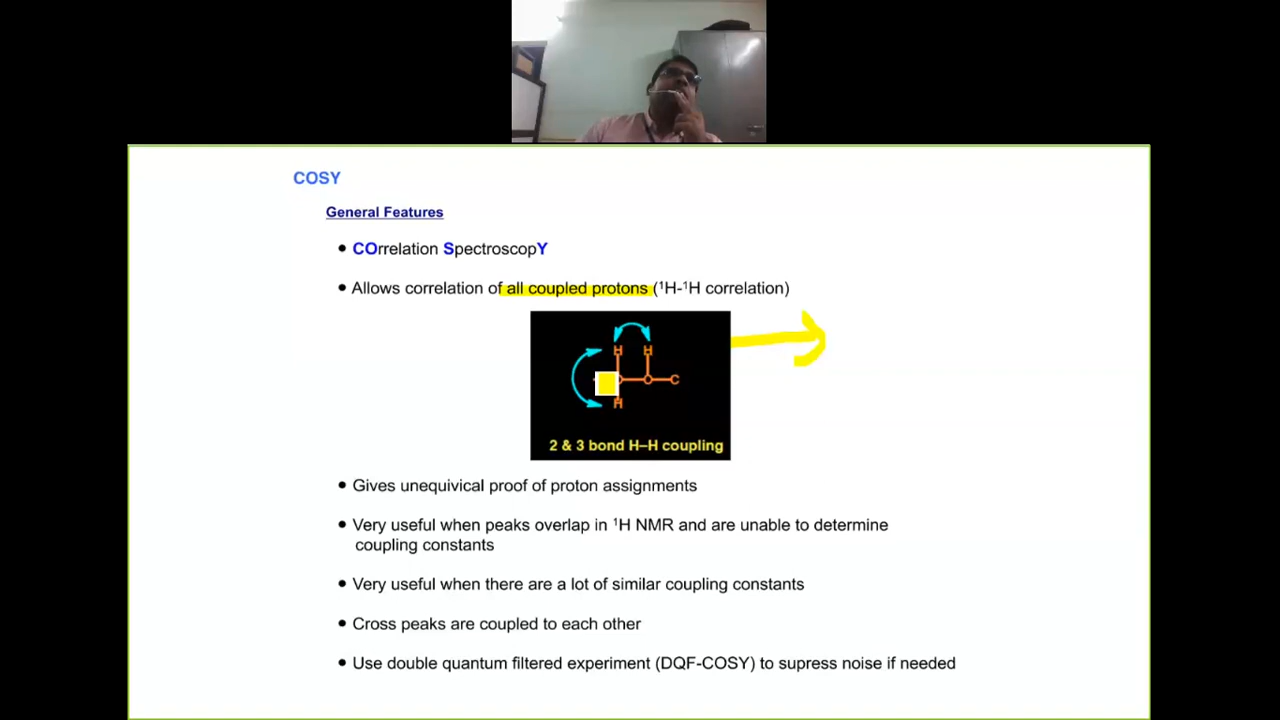 COSY
General Features
• COrrelation SpectroscopY
• Allows correlation of all coupled protons (¹H-¹H correlation)
H H
C C
H
2 & 3 bond H–H coupling
• Gives unequivical proof of proton assignments
• Very useful when peaks overlap in ¹H NMR and are unable to determine
coupling constants
• Very useful when there are a lot of similar coupling constants
• Cross peaks are coupled to each other
• Use double quantum filtered experiment (DQF-COSY) to supress noise if needed